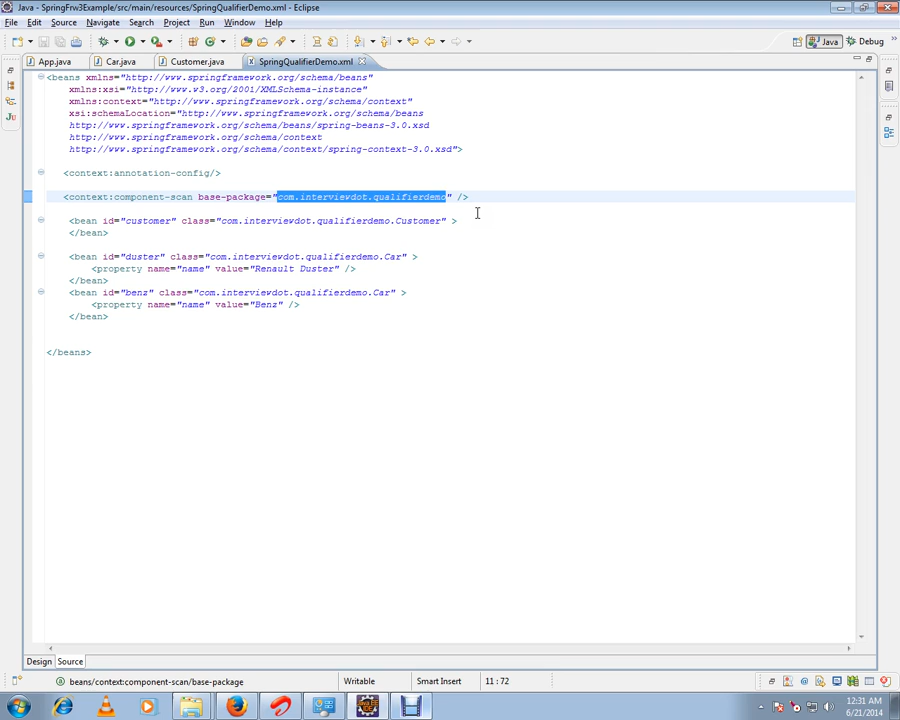 Java - SpringFrw3Example/src/main/resources/SpringQualifierDemo.xml - Eclipse
File Edit Source Navigate Search Project Run Window Help
Java Debug
App.java Car.java Customer.java SpringQualifierDemo.xml
<beans xmlns="http://www.springframework.org/schema/beans"
xmlns:xsi="http://www.w3.org/2001/XMLSchema-instance"
xmlns:context="http://www.springframework.org/schema/context"
xsi:schemaLocation="http://www.springframework.org/schema/beans
http://www.springframework.org/schema/beans/spring-beans-3.0.xsd
http://www.springframework.org/schema/context
http://www.springframework.org/schema/context/spring-context-3.0.xsd">
<context:annotation-config/>
<context:component-scan base-package="com.interviewdot.qualifierdemo" />
<bean id="customer" class="com.interviewdot.qualifierdemo.Customer" >
</bean>
<bean id="duster" class="com.interviewdot.qualifierdemo.Car" >
<property name="name" value="Renault Duster" />
</bean>
<bean id="benz" class="com.interviewdot.qualifierdemo.Car" >
<property name="name" value="Benz" />
</bean>
</beans>
Design Source
beans/context:component-scan/base-package Writable Smart Insert 11 : 72
12:31 AM
6/21/2014